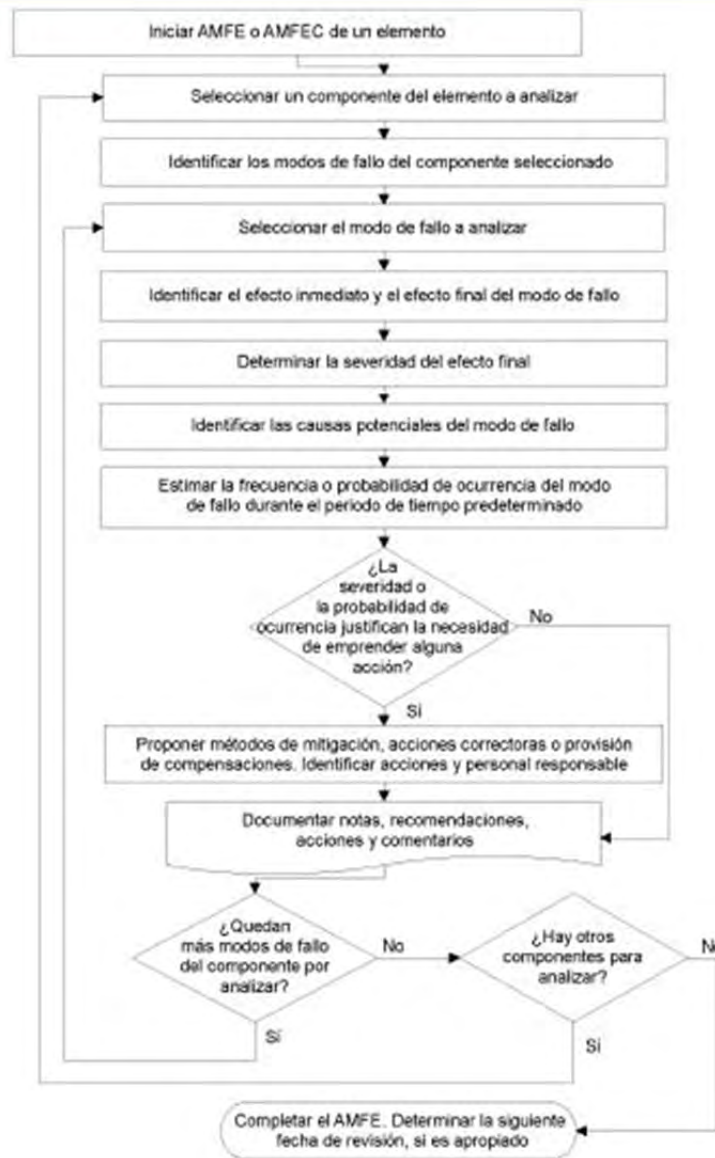 Iniciar AMFE o AMFEC de un elemento
Seleccionar un componente del elemento a analizar
Identificar los modos de fallo del componente seleccionado
Seleccionar el modo de fallo a analizar
Identificar el efecto inmediato y el efecto final del modo de fallo
Determinar la severidad del efecto final
Identificar las causas potenciales del modo de fallo
Estimar la frecuencia o probabilidad de ocurrencia del modo
de fallo durante el periodo de tiempo predeterminado
¿La
severidad o
la probabilidad de
ocurrencia justifican la necesidad
de emprender alguna
acción?
No
Sí
Proponer métodos de mitigación, acciones correctoras o provisión
de compensaciones. Identificar acciones y personal responsable
Documentar notas, recomendaciones,
acciones y comentarios
¿Quedan
más modos de fallo
del componente por
analizar?
No
¿Hay otros
componentes para
analizar?
No
Sí
Sí
Completar el AMFE. Determinar la siguiente
fecha de revisión, si es apropiado